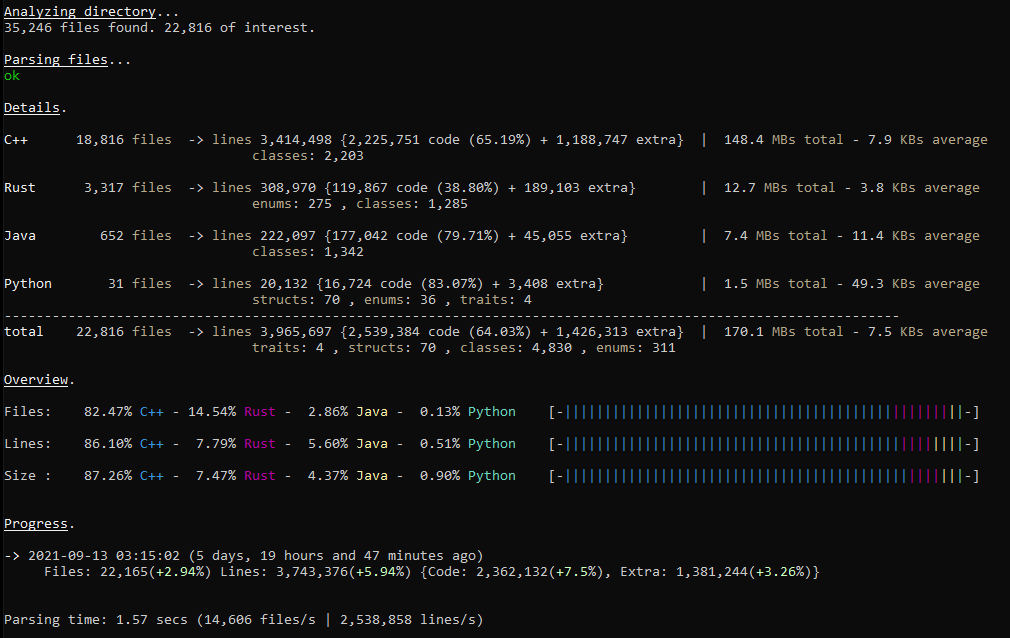 Analyzing directory...
35,246 files found. 22,816 of interest.
Parsing files...
ok
Details.
C++ 18,816 files -> lines 3,414,498 {2,225,751 code (65.19%) + 1,188,747 extra} | 148.4 MBs total - 7.9 KBs average
classes: 2,203
Rust 3,317 files -> lines 308,970 {119,867 code (38.80%) + 189,103 extra} | 12.7 MBs total - 3.8 KBs average
enums: 275 , classes: 1,285
Java 652 files -> lines 222,097 {177,042 code (79.71%) + 45,055 extra} | 7.4 MBs total - 11.4 KBs average
classes: 1,342
Python 31 files -> lines 20,132 {16,724 code (83.07%) + 3,408 extra} | 1.5 MBs total - 49.3 KBs average
structs: 70 , enums: 36 , traits: 4
----------------------------------------------------------------------------------------------------------------
total 22,816 files -> lines 3,965,697 {2,539,384 code (64.03%) + 1,426,313 extra} | 170.1 MBs total - 7.5 KBs average
traits: 4 , structs: 70 , classes: 4,830 , enums: 311
Overview.
Files: 82.47% C++ - 14.54% Rust - 2.86% Java - 0.13% Python [-||||||||||||||||||||||||||||||||||||||||||||||||||-]
Lines: 86.10% C++ - 7.79% Rust - 5.60% Java - 0.51% Python [-||||||||||||||||||||||||||||||||||||||||||||||||||-]
Size : 87.26% C++ - 7.47% Rust - 4.37% Java - 0.90% Python [-||||||||||||||||||||||||||||||||||||||||||||||||||-]
Progress.
-> 2021-09-13 03:15:02 (5 days, 19 hours and 47 minutes ago)
Files: 22,165(+2.94%) Lines: 3,743,376(+5.94%) {Code: 2,362,132(+7.5%), Extra: 1,381,244(+3.26%)}
Parsing time: 1.57 secs (14,606 files/s | 2,538,858 lines/s)